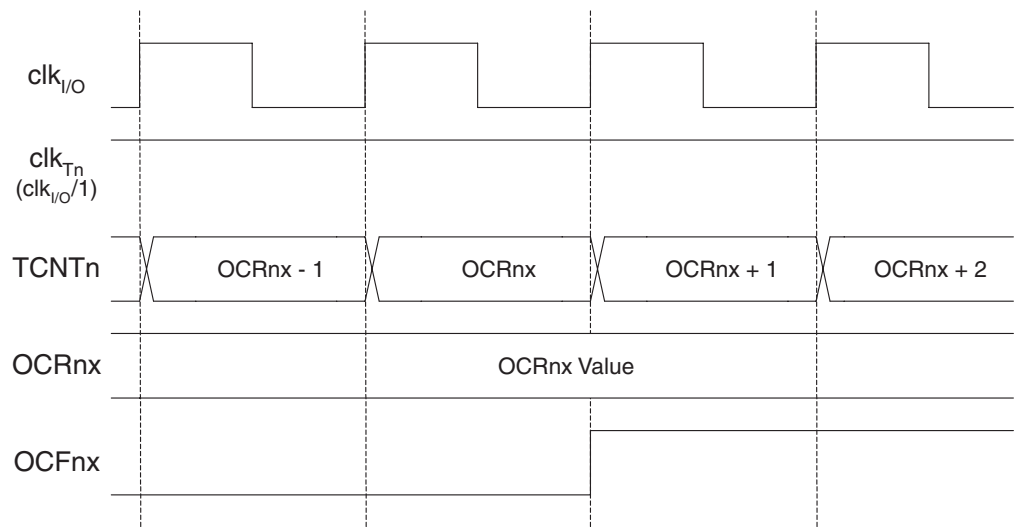 clkI/O
clkTn
(clkI/O/1)
TCNTn
OCRnx - 1
OCRnx
OCRnx + 1
OCRnx + 2
OCRnx
OCRnx Value
OCFnx